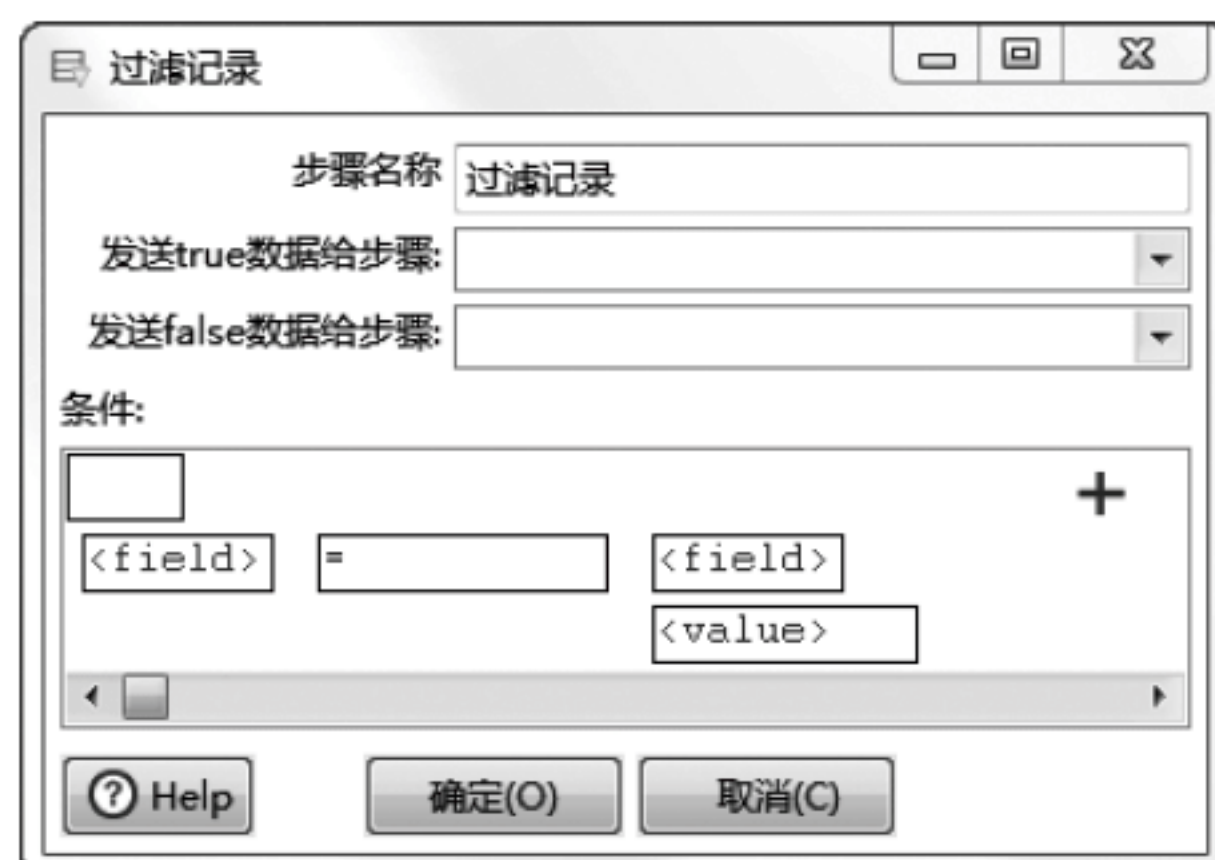 过滤记录
步骤名称 过滤记录
发送true数据给步骤:
发送false数据给步骤:
条件:
<field> = <field>
<value>
Help 确定(O) 取消(C)